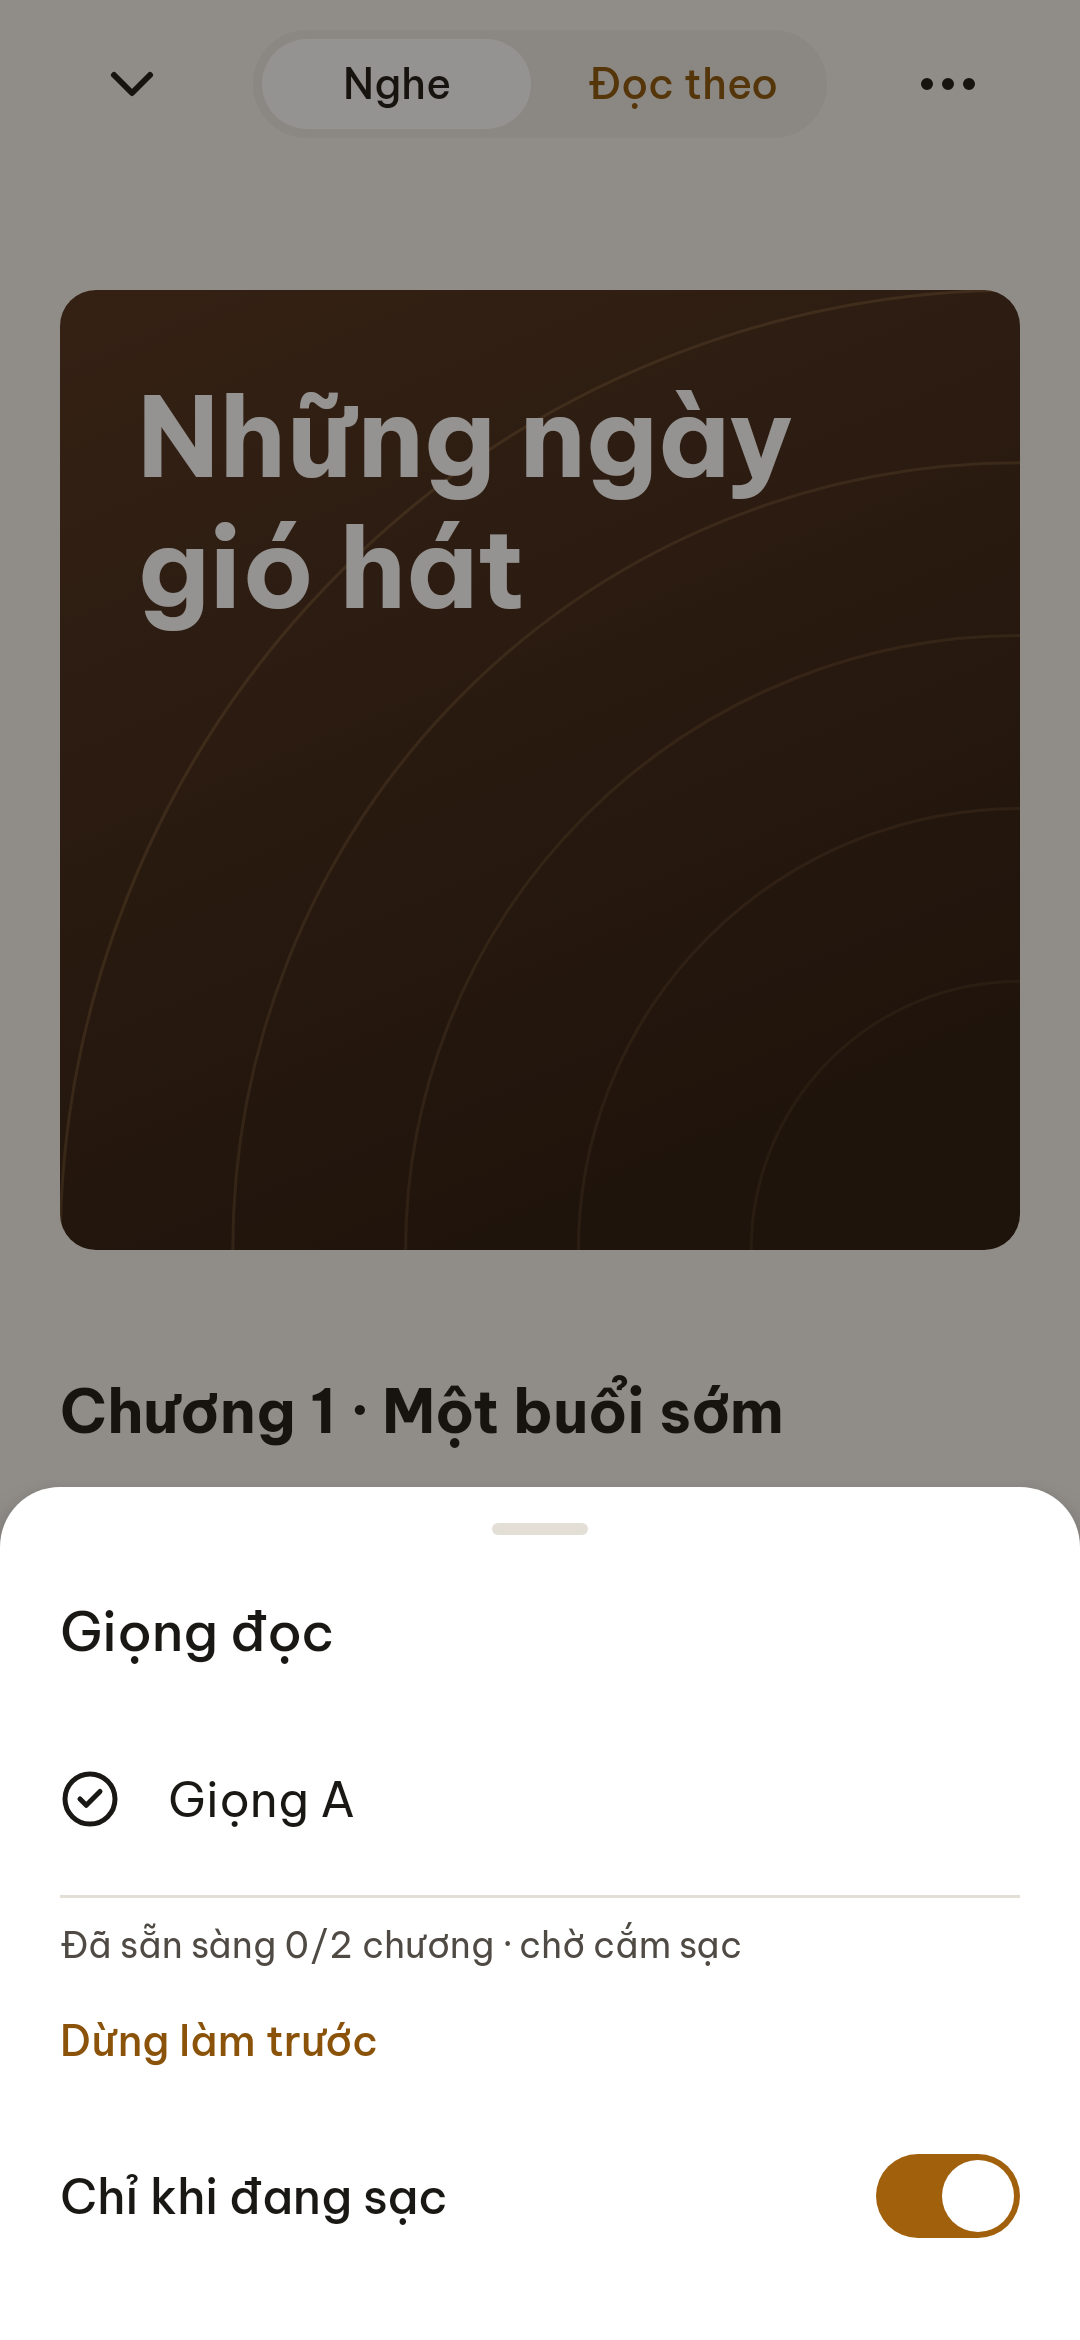 Nghe
Đọc theo
Những ngày
gió hát
Chương 1 · Một buổi sớm
Giọng đọc
Giọng A
Đã sẵn sàng 0/2 chương · chờ cắm sạc
Dừng làm trước
Chỉ khi đang sạc